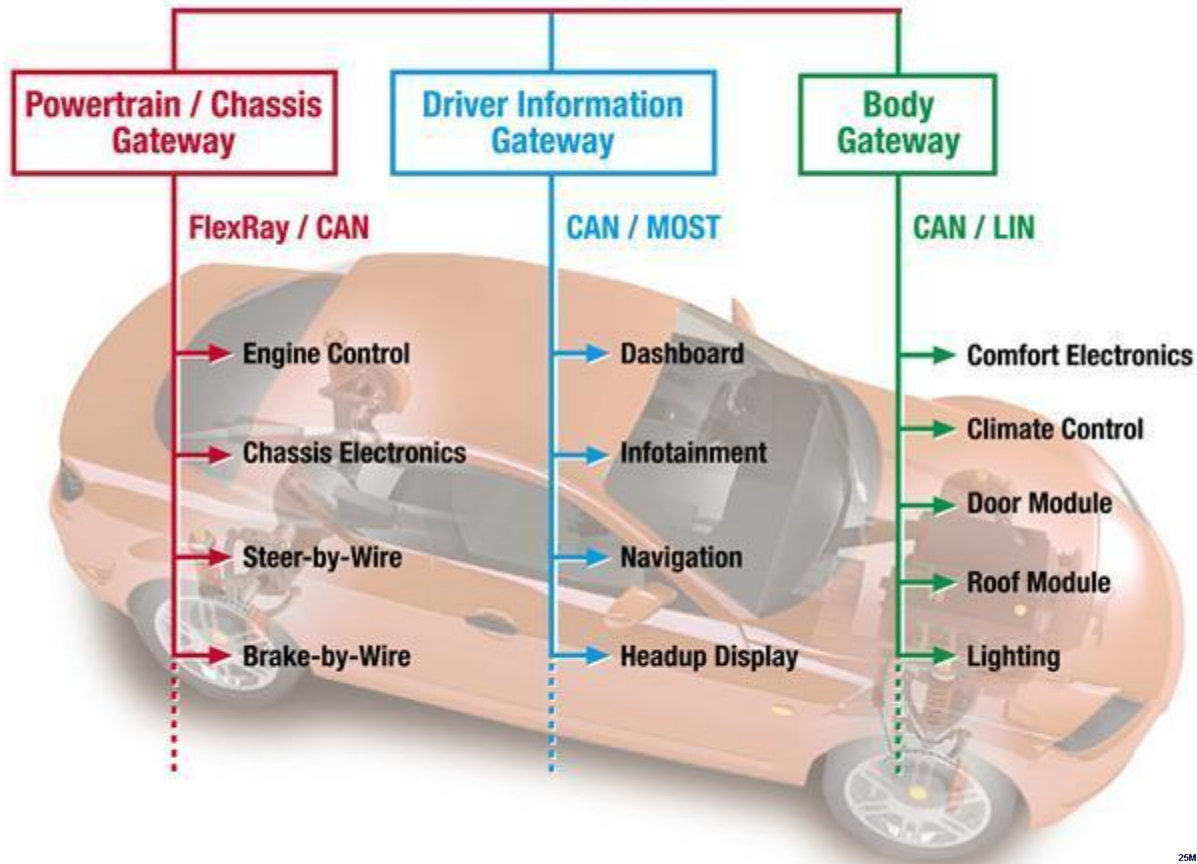 Powertrain / Chassis
Gateway
Driver Information
Gateway
Body
Gateway
FlexRay / CAN
CAN / MOST
CAN / LIN
Engine Control
Chassis Electronics
Steer-by-Wire
Brake-by-Wire
Dashboard
Infotainment
Navigation
Headup Display
Comfort Electronics
Climate Control
Door Module
Roof Module
Lighting
25M